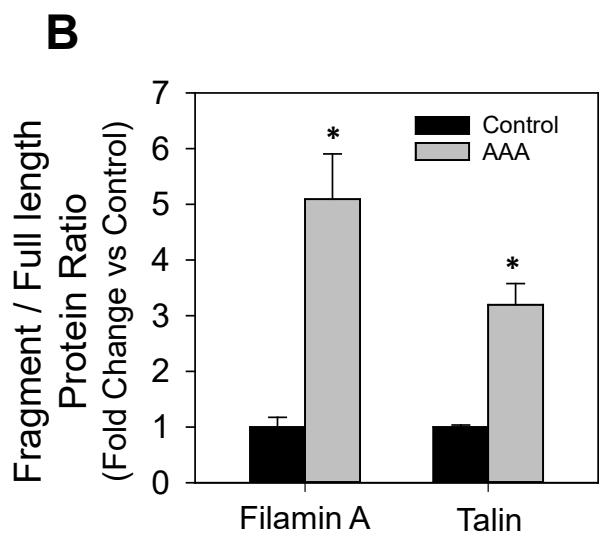 B
Fragment / Full length
Protein Ratio
(Fold Change vs Control)
7
6
5
4
3
2
1
0
*
*
Control
AAA
Filamin A
Talin